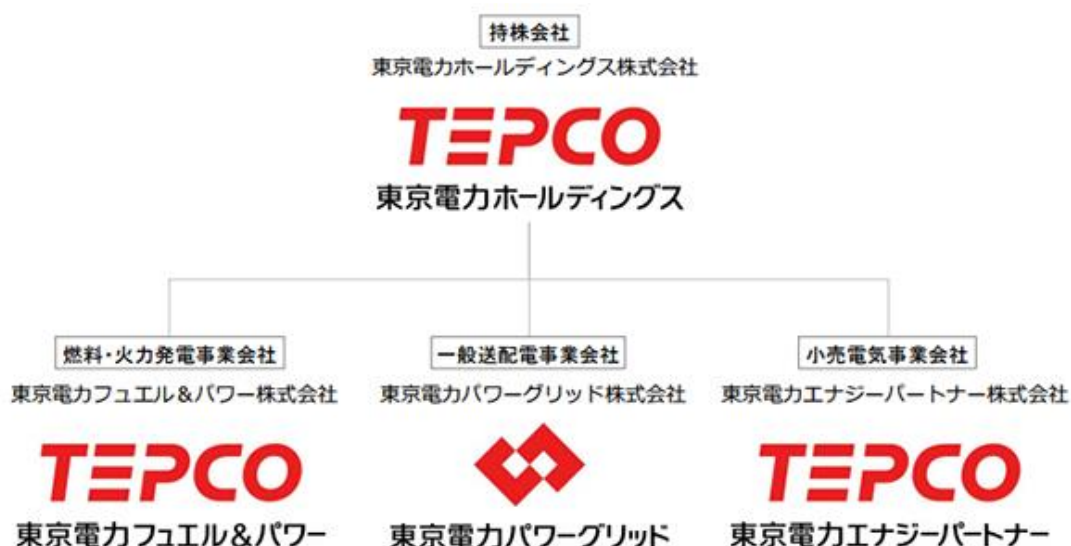 持株会社
東京電力ホールディングス株式会社
TEPCO
東京電力ホールディングス
燃料・火力発電事業会社
東京電力フュエル&パワー株式会社
TEPCO
東京電力フュエル&パワー
一般送配電事業会社
東京電力パワーグリッド株式会社
東京電力パワーグリッド
小売電気事業会社
東京電力エナジーパートナー株式会社
TEPCO
東京電力エナジーパートナー